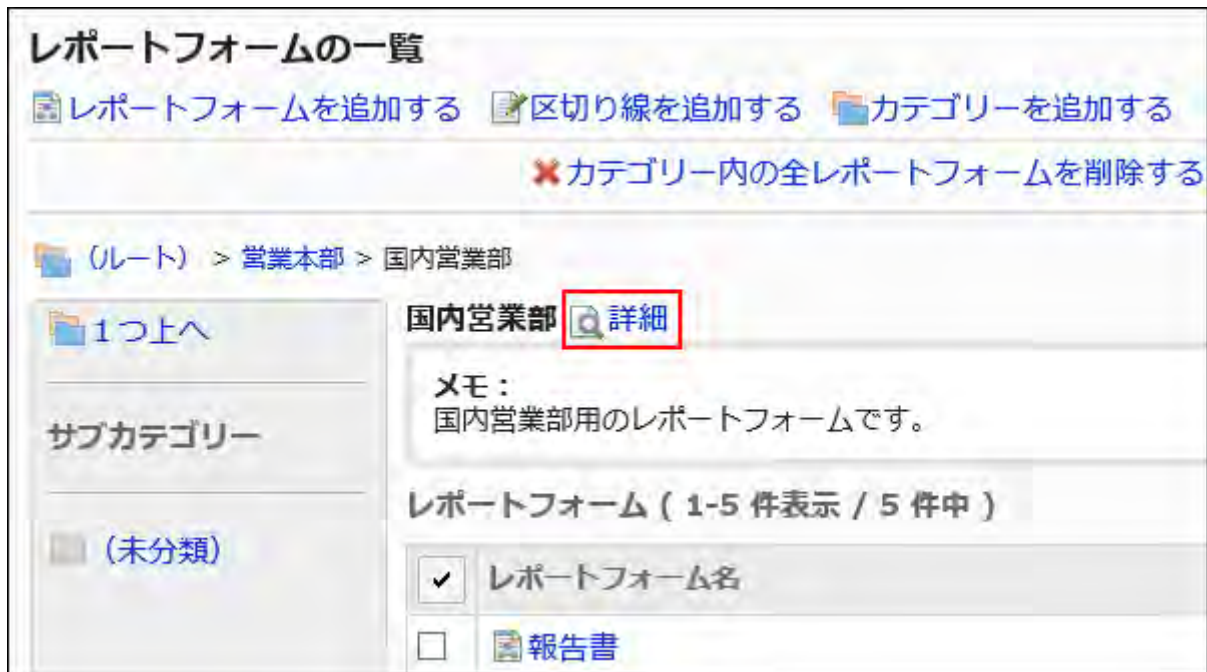 レポートフォームの一覧
レポートフォームを追加する 区切り線を追加する カテゴリーを追加する
カテゴリー内の全レポートフォームを削除する
（ルート） > 営業本部 > 国内営業部
1つ上へ
サブカテゴリー
（未分類）
国内営業部 詳細
メモ：
国内営業部用のレポートフォームです。
レポートフォーム ( 1-5 件表示 / 5 件中 )
レポートフォーム名
報告書